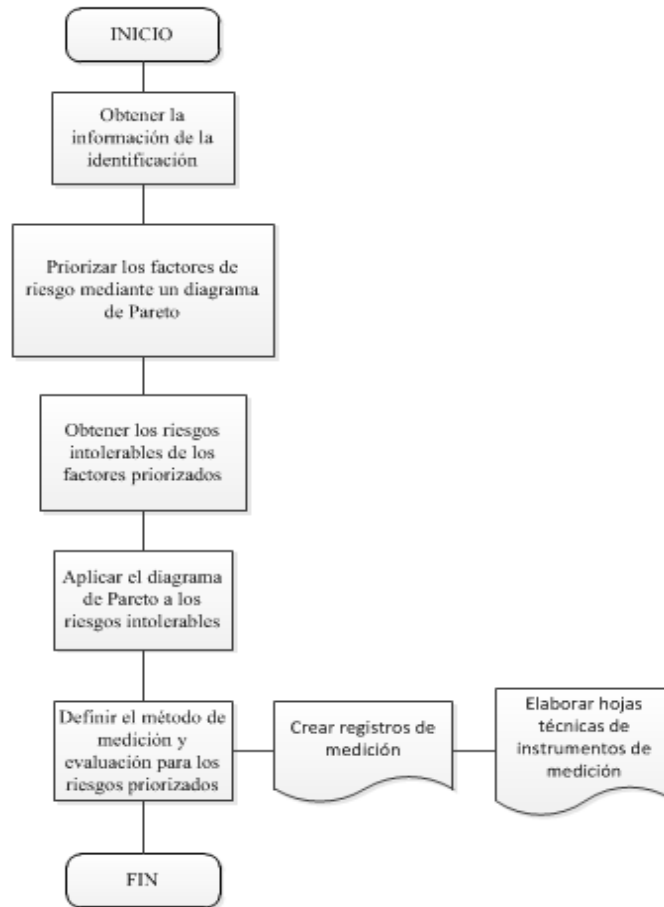 INICIO
Obtener la
información de la
identificación
Priorizar los factores de
riesgo mediante un diagrama
de Pareto
Obtener los riesgos
intolerables de los
factores priorizados
Aplicar el diagrama
de Pareto a los
riesgos intolerables
Definir el método de
medición y
evaluación para los
riesgos priorizados
Crear registros de
medición
Elaborar hojas
técnicas de
instrumentos de
medición
FIN